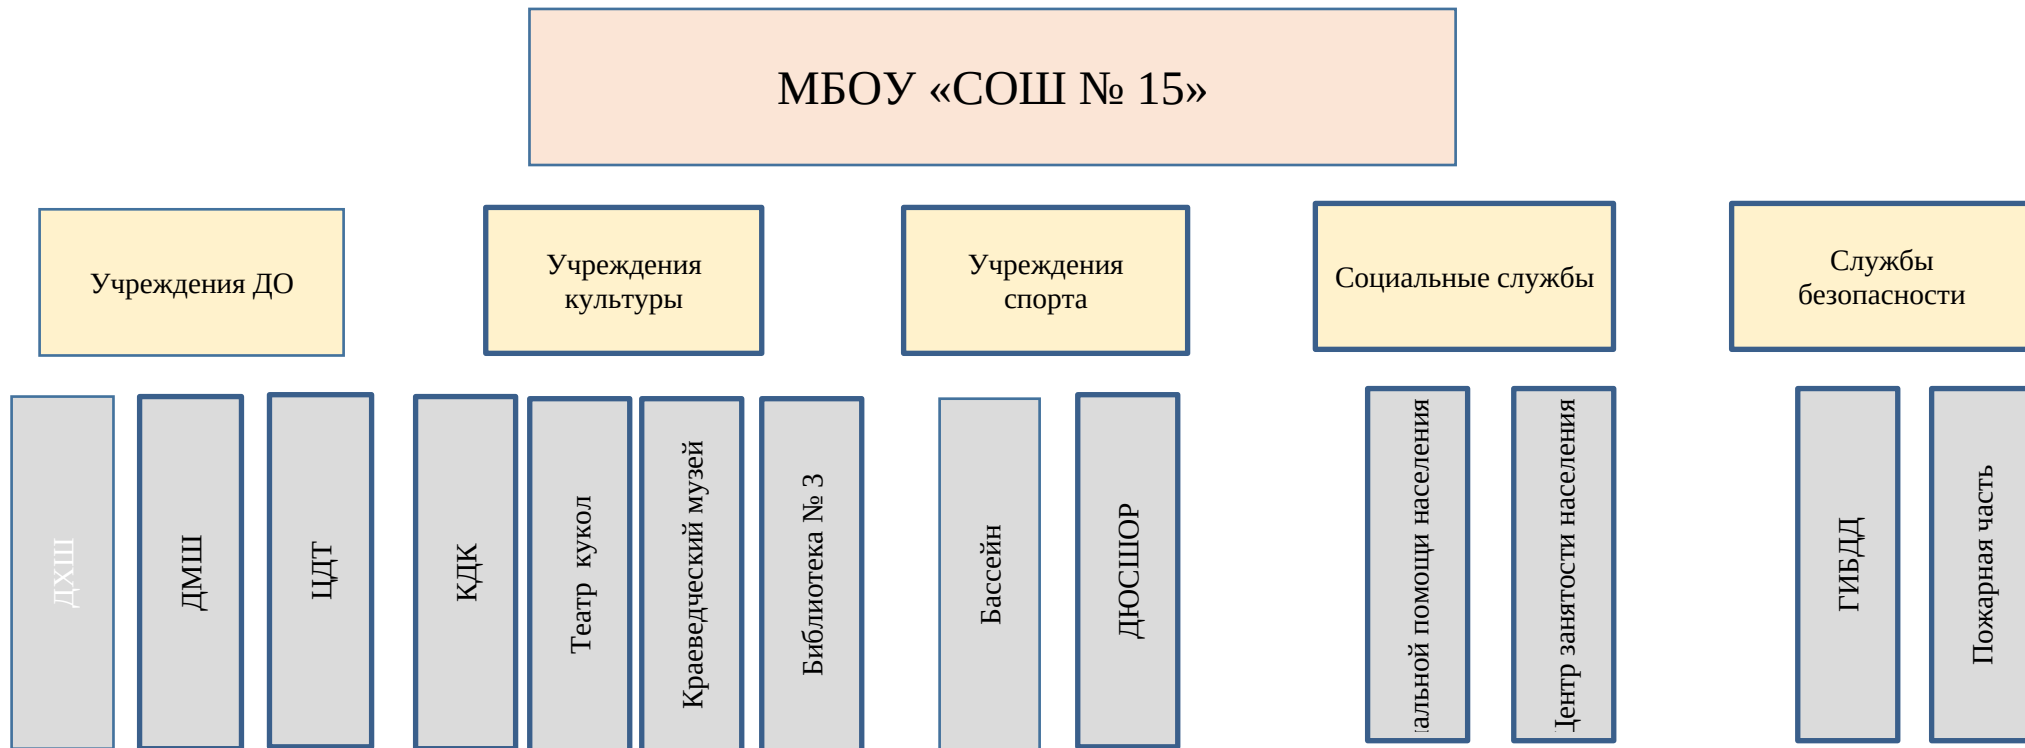 МБОУ «СОШ № 15»
Учреждения ДО
Учреждения
культуры
Учреждения
спорта
Социальные службы
Службы
безопасности
ДХШ
ДМШ
ЦДТ
КДК
Театр кукол
Краеведческий музей
Библиотека № 3
Бассейн
ДЮСШОР
помощи населения
Центр занятости населения
ГИБДД
Пожарная часть